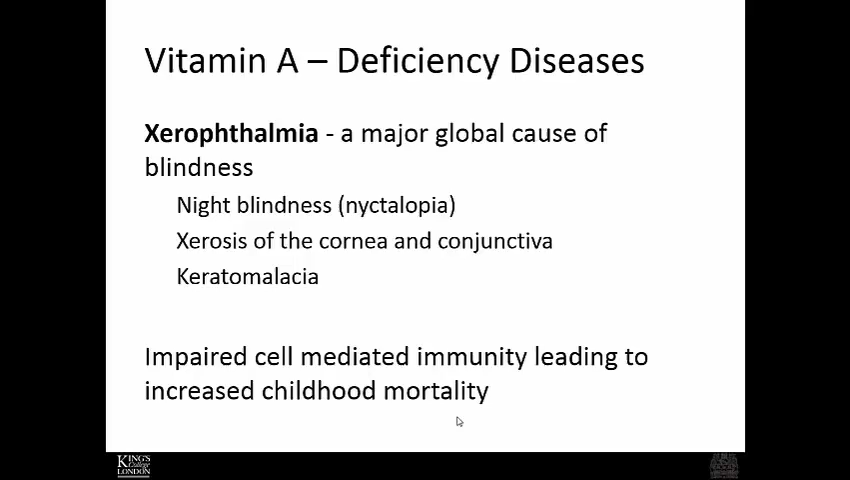 Vitamin A – Deficiency Diseases
Xerophthalmia - a major global cause of
blindness
Night blindness (nyctalopia)
Xerosis of the cornea and conjunctiva
Keratomalacia
Impaired cell mediated immunity leading to
increased childhood mortality
KING'S
College
LONDON